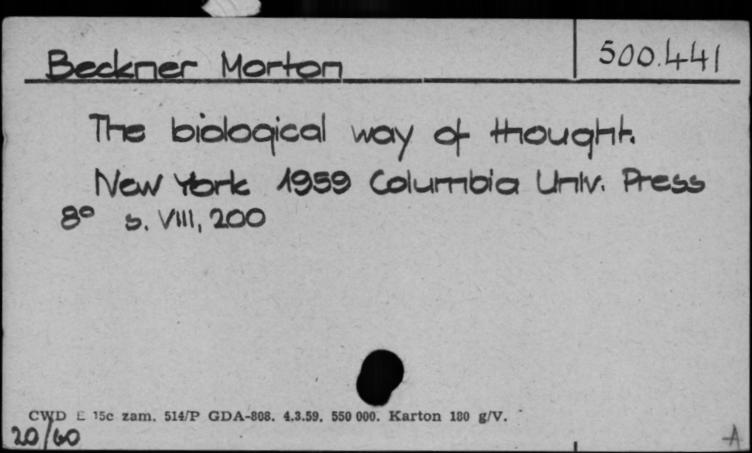 Beckner Morton
500.441
The biological way of thought.
New York 1959 Columbia Univ. Press
8° s. VIII, 200
CWD E 15c zam. 514/P GDA-808. 4.3.59. 550 000. Karton 180 g/V.
20/60
A